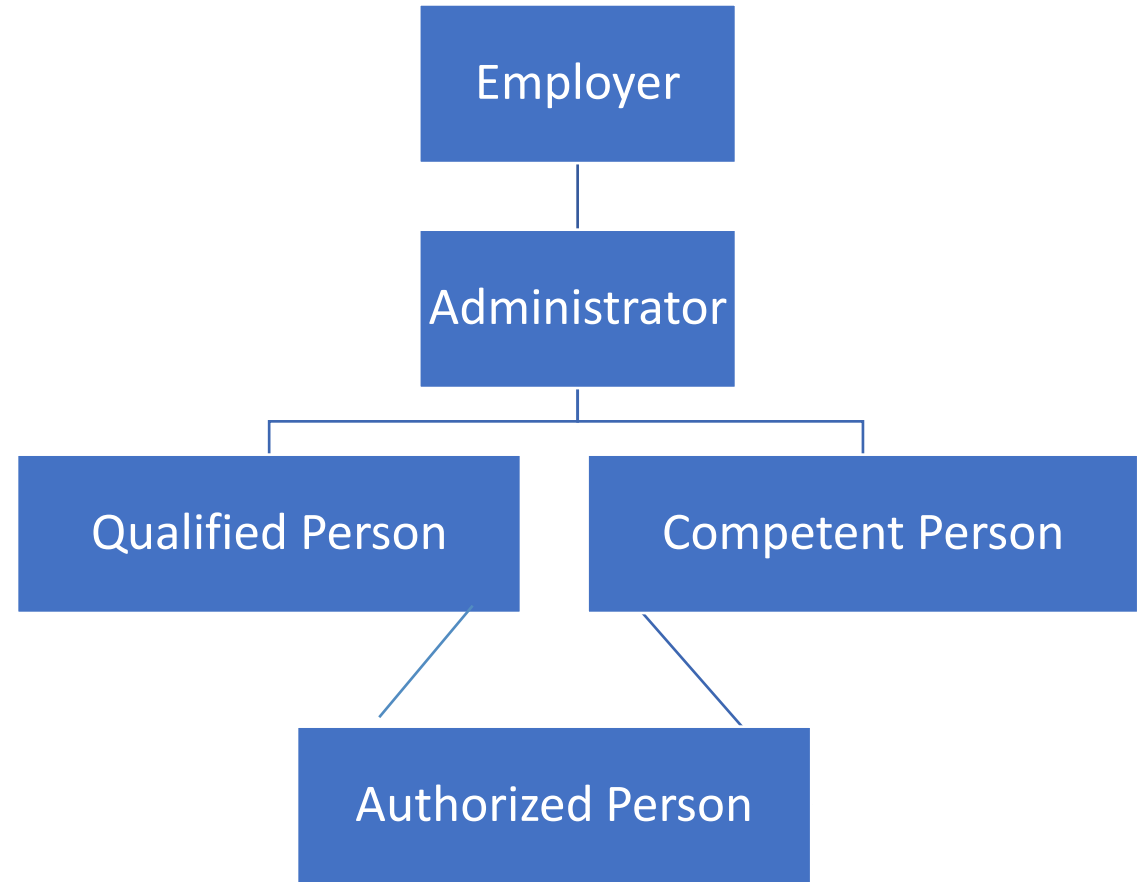 Employer
Administrator
Qualified Person
Competent Person
Authorized Person